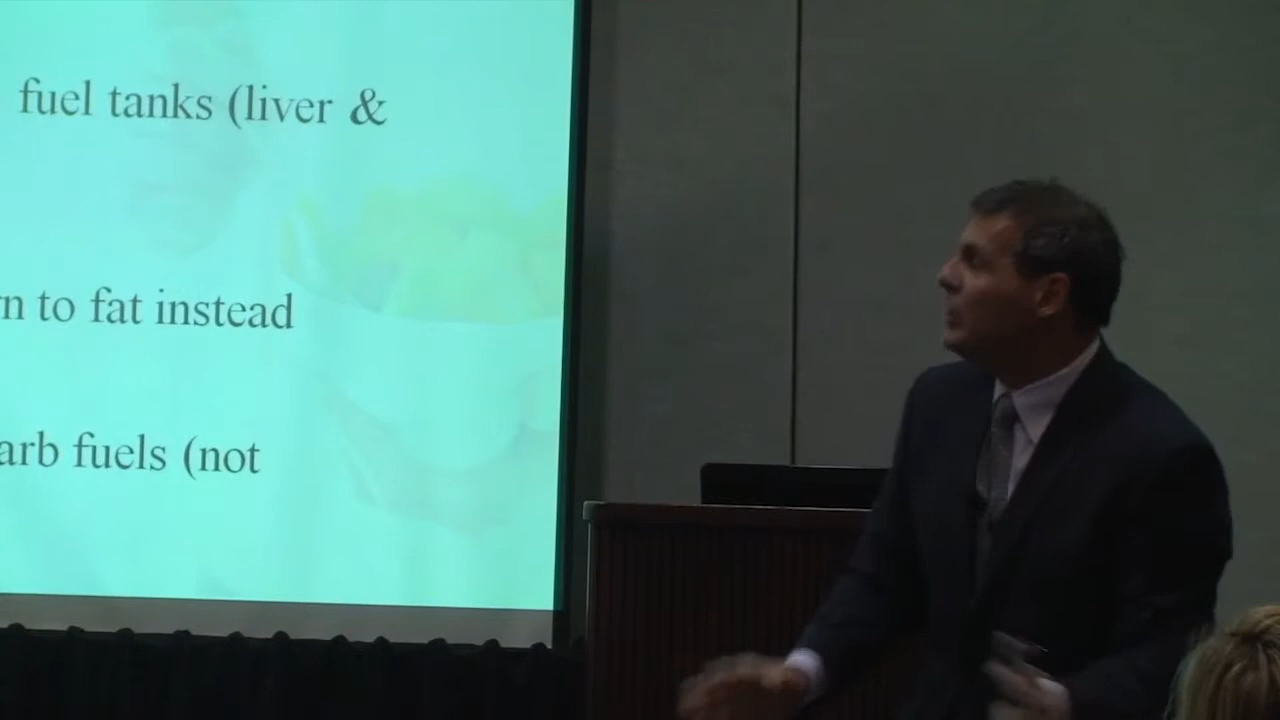 fuel tanks (liver &
n to fat instead
arb fuels (not